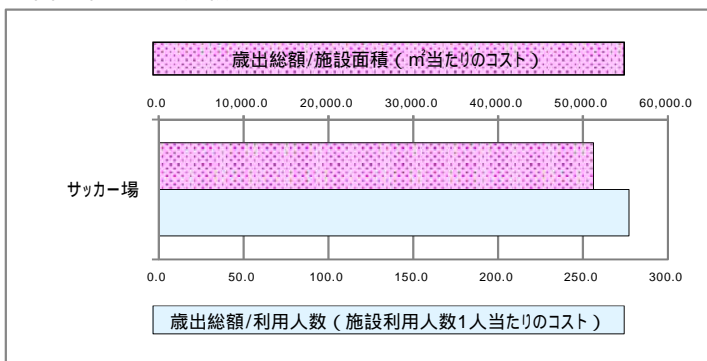 歳出総額/施設面積（㎡当たりのコスト）
0.0 10,000.0 20,000.0 30,000.0 40,000.0 50,000.0 60,000.0
サッカー場
0.0 50.0 100.0 150.0 200.0 250.0 300.0
歳出総額/利用人数（施設利用人数1人当たりのコスト）